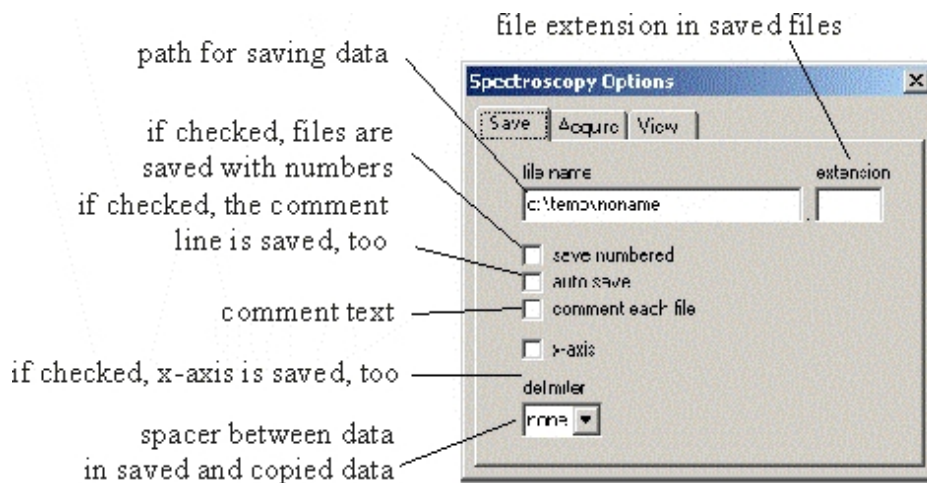 file extension in saved files
path for saving data
Spectroscopy Options
Save Acquire View
if checked, files are
saved with numbers
file name extension
if checked, the comment
line is saved, too
c:\temp\noname .
save numbered
auto save
comment text
comment each file
x-axis
if checked, x-axis is saved, too
delimiter
none
spacer between data
in saved and copied data